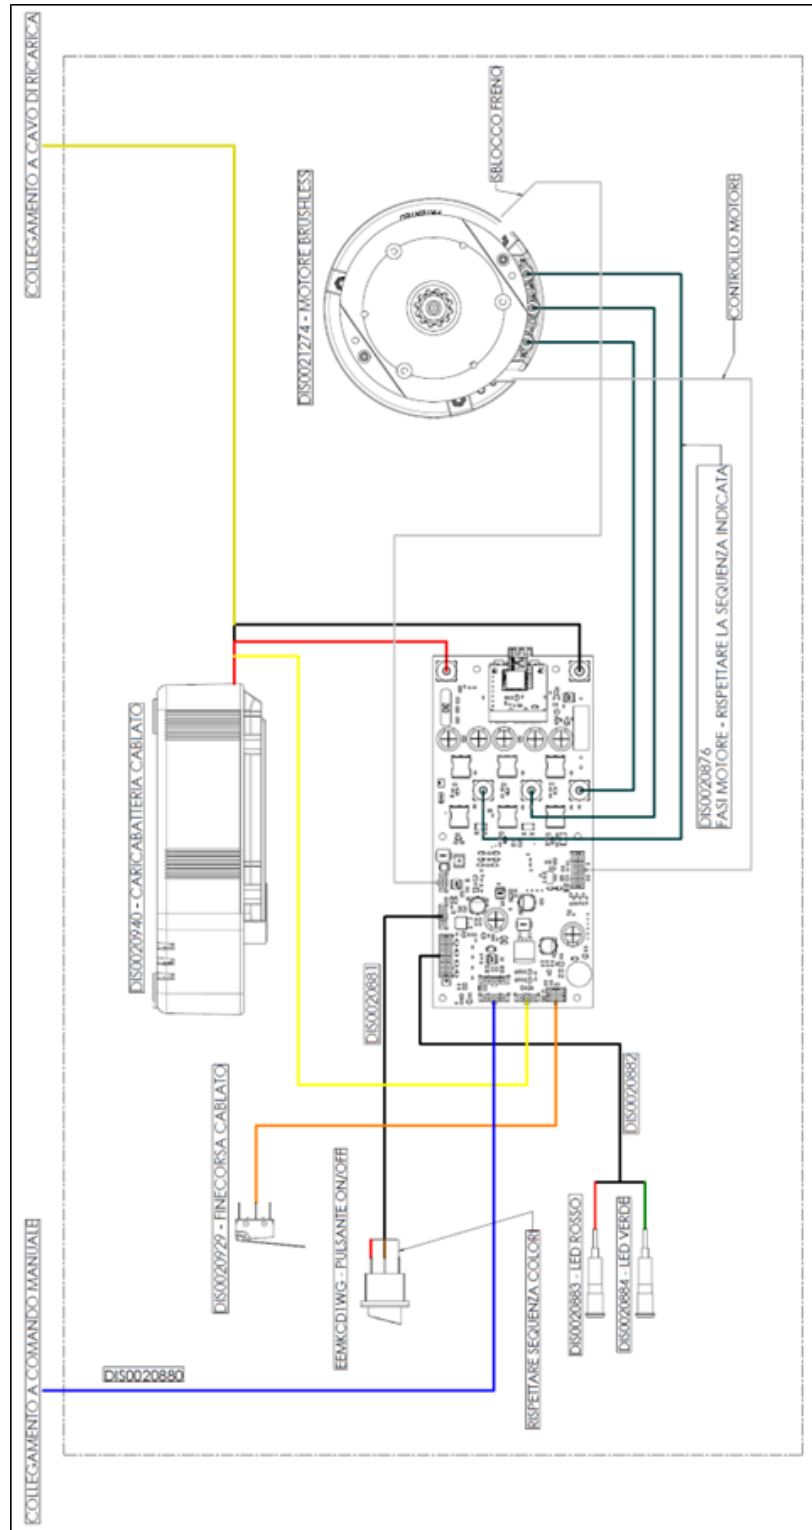 COLLEGAMENTO A COMANDO MANUALE
COLLEGAMENTO A CAVO DI RICARICA
DIS0020880
DIS0020940 - CARICABATTERIA CABLATO
DIS0020929 - FINECORSA CABLATO
DIS0021274 - MOTORE BRUSHLESS
EEMKCD1WG - PULSANTE ON/OFF
DIS0020881
SBLOCCO FRENO
RISPETTARE SEQUENZA COLORI
DIS0020883 - LED ROSSO
DIS0020884 - LED VERDE
DIS0020882
30
DIS0020876
FASI MOTORE - RISPETTARE LA SEQUENZA INDICATA
CONTROLLO MOTORE